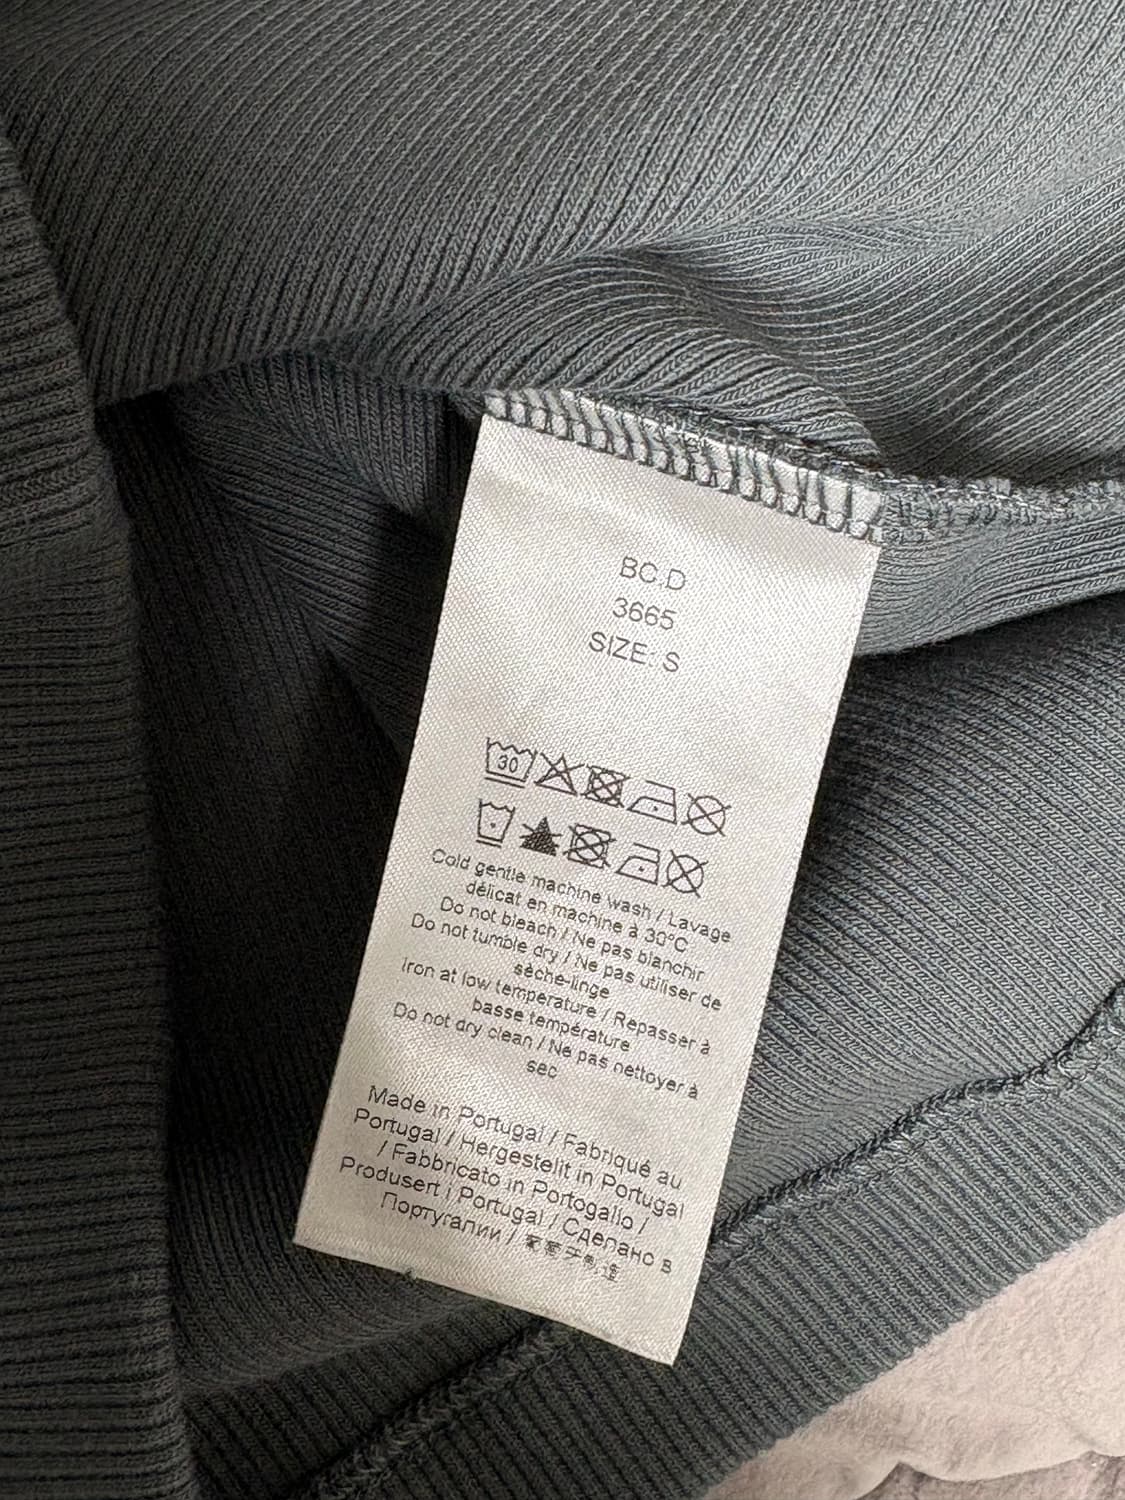 BC.D
3665
SIZE: S
30
Cold gentle machine wash / Lavage
délicat en machine à 30°C
Do not bleach / Ne pas blanchir
Do not tumble dry / Ne pas utiliser de
sèche-linge
Iron at low temperature / Repasser à
basse température
Do not dry clean / Ne pas nettoyer à
sec
Made in Portugal / Fabriqué au
Portugal / Hergestelit in Portugal
/ Fabbricato in Portogallo /
Produsert i Portugal / Сделано в
Португалии /